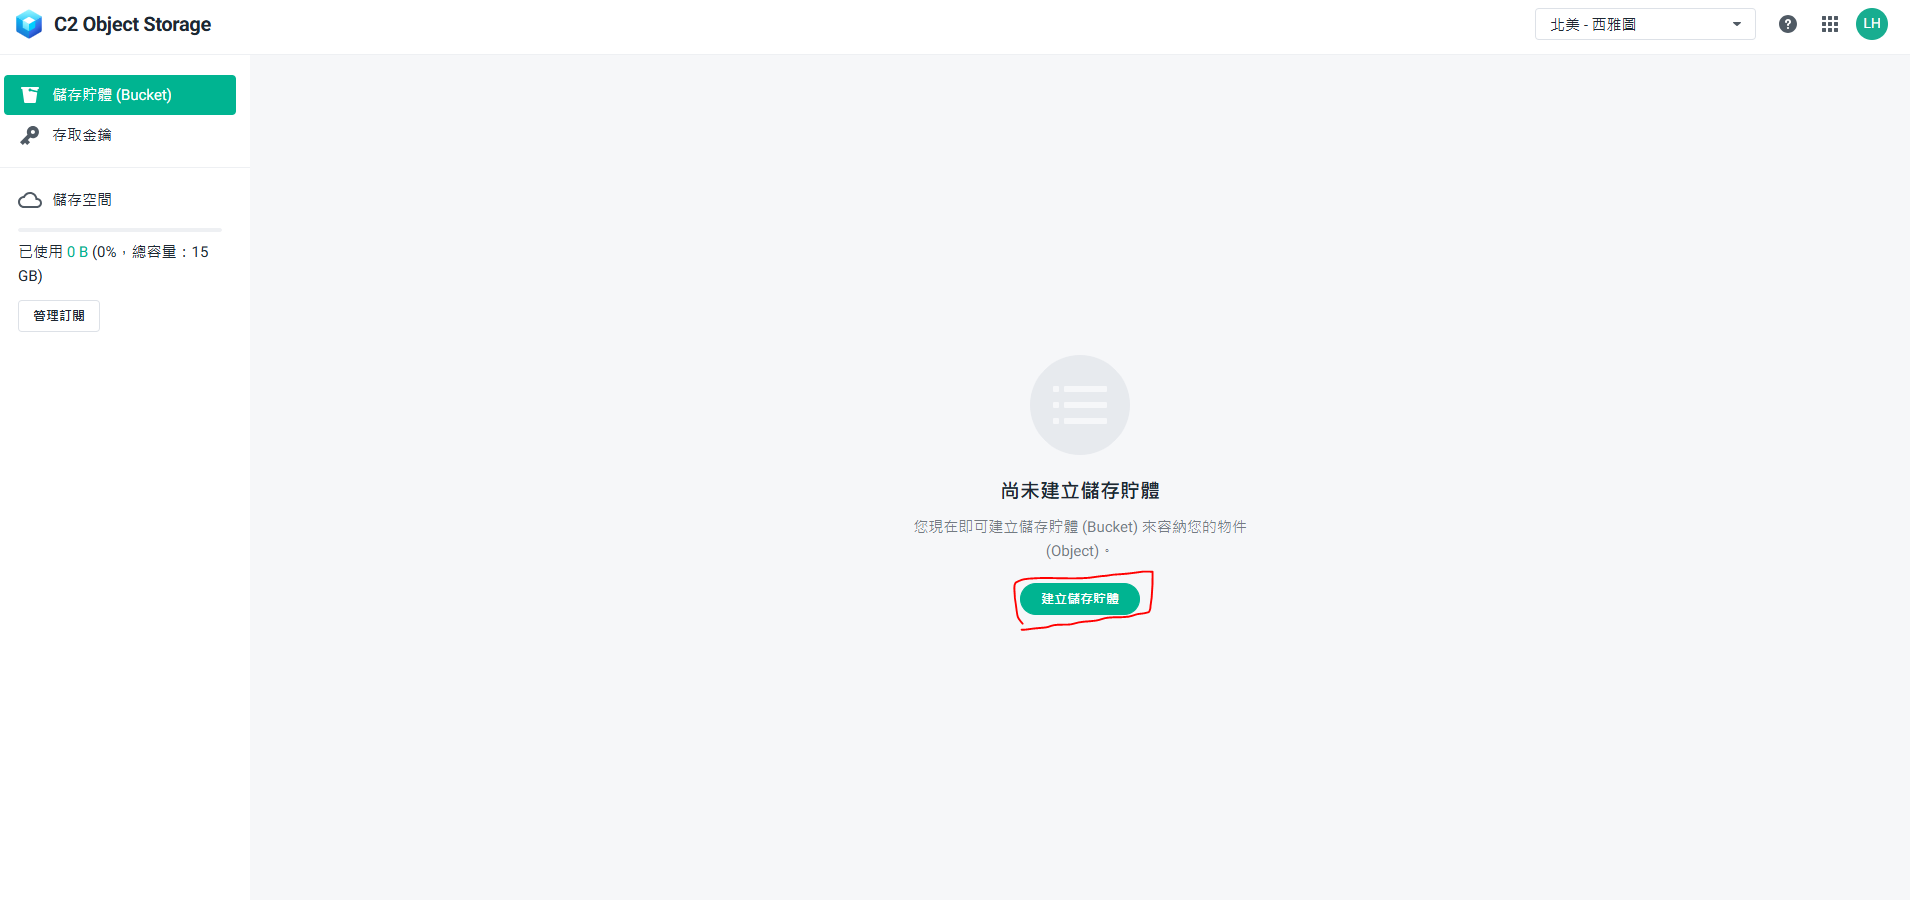 C2 Object Storage
北美 - 西雅圖
LH
儲存貯體 (Bucket)
存取金鑰
儲存空間
已使用 0 B (0%，總容量：15
GB)
管理訂閱
尚未建立儲存貯體
您現在即可建立儲存貯體 (Bucket) 來容納您的物件
(Object)。
建立儲存貯體